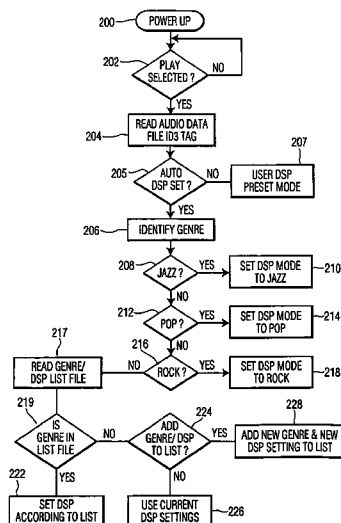 200
POWER UP
202
PLAY
SELECTED ?
NO
YES
204
READ AUDIO DATA
FILE ID3 TAG
205
AUTO
DSP SET ?
NO
207
USER DSP
PRESET MODE
YES
206
IDENTIFY GENRE
208
JAZZ ?
YES
SET DSP MODE
TO JAZZ
210
NO
212
POP ?
YES
SET DSP MODE
TO POP
214
NO
216
ROCK ?
YES
SET DSP MODE
TO ROCK
218
NO
217
READ GENRE/
DSP LIST FILE
219
IS
GENRE IN
LIST FILE
NO
YES
222
SET DSP
ACCORDING TO LIST
224
ADD
GENRE/DSP
TO LIST ?
YES
228
ADD NEW GENRE & NEW
DSP SETTING TO LIST
NO
USE CURRENT
DSP SETTINGS
226